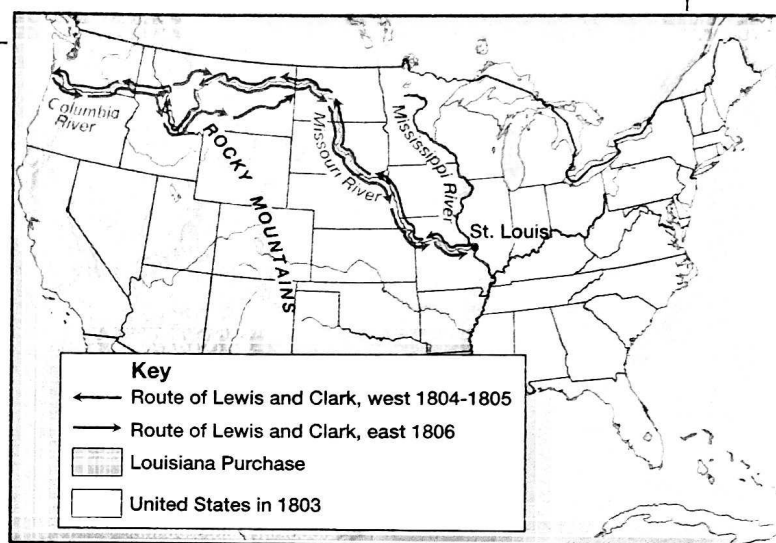 Columbia
River
ROCKY MOUNTAINS
Missouri River
Mississippi River
St. Louis
Key
Route of Lewis and Clark, west 1804-1805
Route of Lewis and Clark, east 1806
Louisiana Purchase
United States in 1803